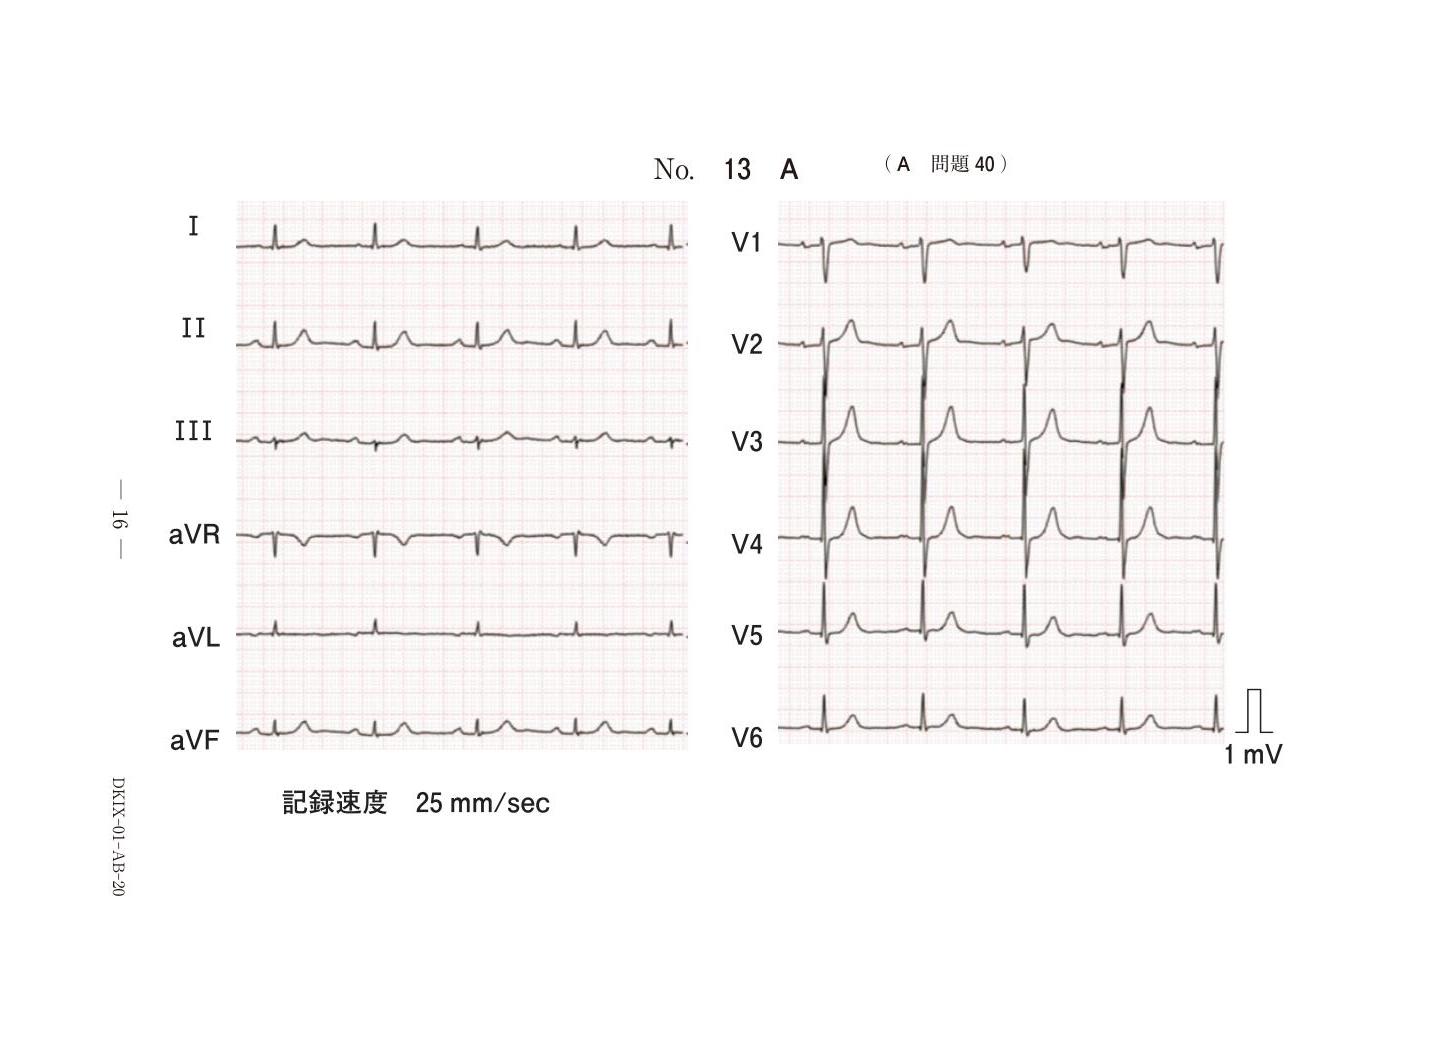 No. 13 A （A 問題 40）
I
II
III
aVR
aVL
aVF
V1
V2
V3
V4
V5
V6
1 mV
記録速度 25 mm/sec
— 16 —
DKIX-01-AB-20